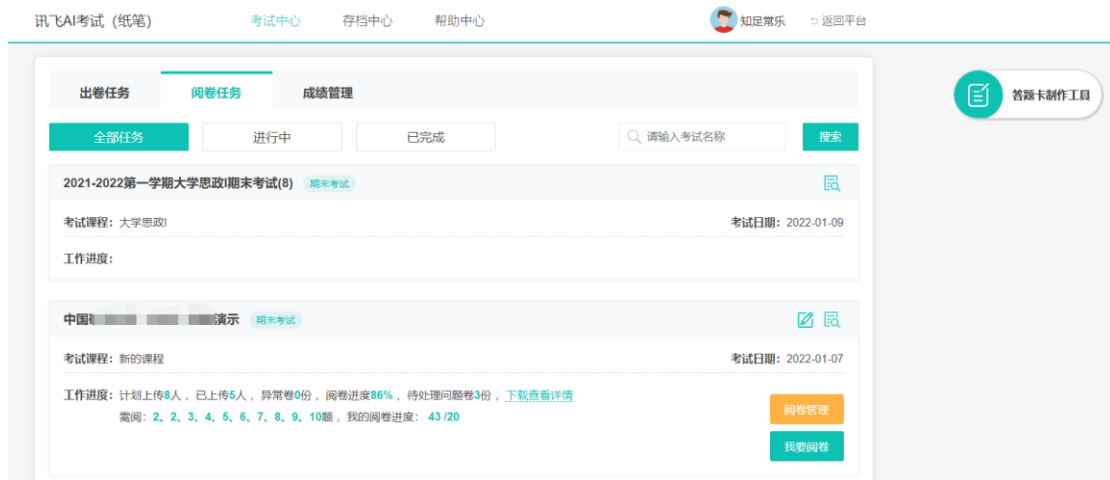 讯飞AI考试（纸笔） 考试中心 存档中心 帮助中心 知足常乐 返回平台
出卷任务 阅卷任务 成绩管理
答题卡制作工具
全部任务 进行中 已完成 请输入考试名称 搜索
2021-2022第一学期大学思政I期末考试(8) 期末考试
考试课程：大学思政I 考试日期：2022-01-09
工作进度：
中国 演示 期末考试
考试课程：新的课程 考试日期：2022-01-07
工作进度：计划上传8人，已上传5人，异常卷0份，阅卷进度86%，待处理问题卷3份，下载查看详情
阅卷管理
需阅：2、2、3、4、5、6、7、8、9、10题，我的阅卷进度：43 /20
我要阅卷